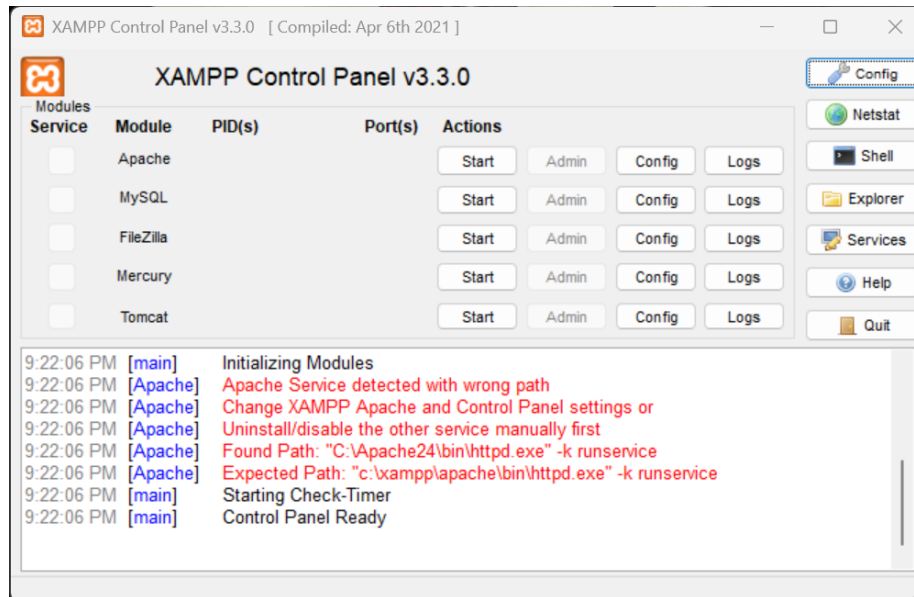 XAMPP Control Panel v3.3.0 [ Compiled: Apr 6th 2021 ]
XAMPP Control Panel v3.3.0
Config
Modules
Service Module PID(s) Port(s) Actions
Netstat
Apache Start Admin Config Logs
Shell
MySQL Start Admin Config Logs
Explorer
FileZilla Start Admin Config Logs
Services
Mercury Start Admin Config Logs
Help
Tomcat Start Admin Config Logs
Quit
9:22:06 PM [main] Initializing Modules
9:22:06 PM [Apache] Apache Service detected with wrong path
9:22:06 PM [Apache] Change XAMPP Apache and Control Panel settings or
9:22:06 PM [Apache] Uninstall/disable the other service manually first
9:22:06 PM [Apache] Found Path: "C:\Apache24\bin\httpd.exe" -k runservice
9:22:06 PM [Apache] Expected Path: "c:\xampp\apache\bin\httpd.exe" -k runservice
9:22:06 PM [main] Starting Check-Timer
9:22:06 PM [main] Control Panel Ready